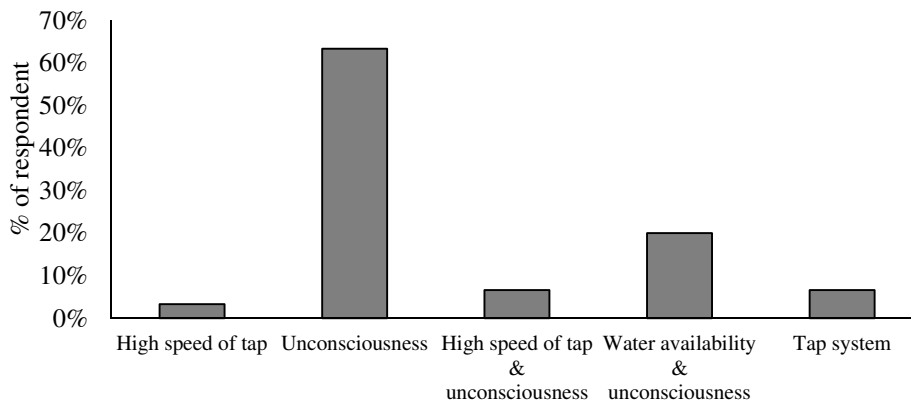 70%
60%
50%
40%
30%
20%
10%
0%
% of respondent
High speed of tap
Unconsciousness
High speed of tap
&
unconsciousness
Water availability
&
unconsciousness
Tap system